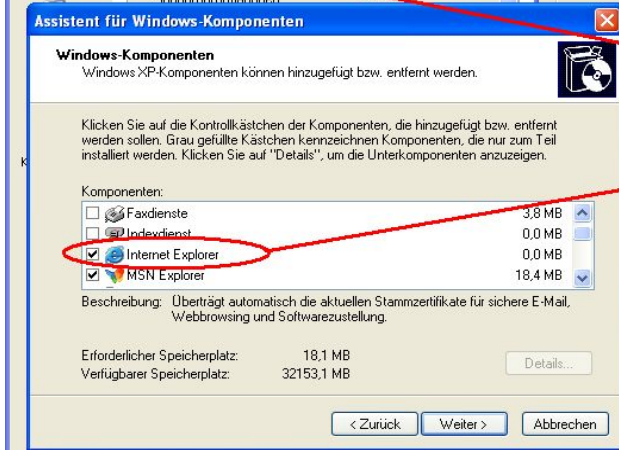 Assistent für Windows-Komponenten
Windows-Komponenten
Windows XP-Komponenten können hinzugefügt bzw. entfernt werden.
Klicken Sie auf die Kontrollkästchen der Komponenten, die hinzugefügt bzw. entfernt
werden sollen. Grau gefüllte Kästchen kennzeichnen Komponenten, die nur zum Teil
installiert werden. Klicken Sie auf "Details", um die Unterkomponenten anzuzeigen.
Komponenten:
Faxdienste 3,8 MB
Indexdienst 0,0 MB
Internet Explorer 0,0 MB
MSN Explorer 18,4 MB
Beschreibung: Überträgt automatisch die aktuellen Stammzertifikate für sichere E-Mail,
Webbrowsing und Softwarezustellung.
Erforderlicher Speicherplatz: 18,1 MB
Verfügbarer Speicherplatz: 32153,1 MB
Details...
< Zurück Weiter > Abbrechen